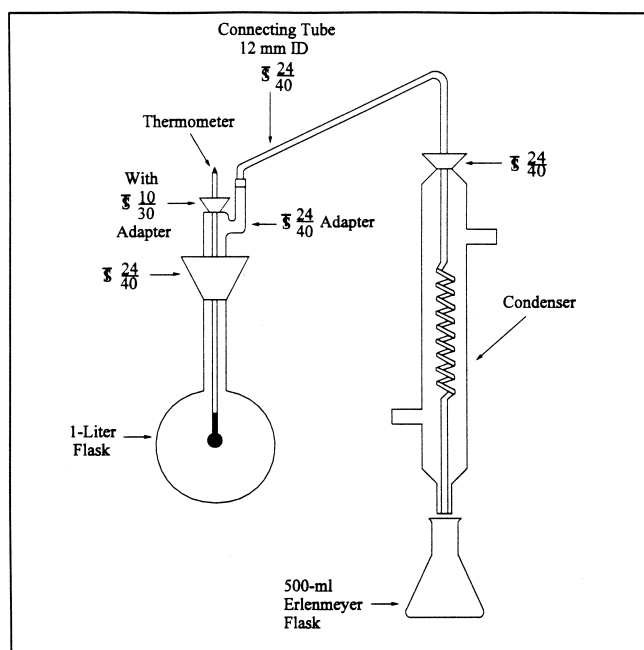 Connecting Tube
12 mm ID
⸸ 24/40
Thermometer
With
⸸ 10/30
Adapter
⸸ 24/40 Adapter
⸸ 24/40
⸸ 24/40
Condenser
1-Liter
Flask
500-ml
Erlenmeyer
Flask